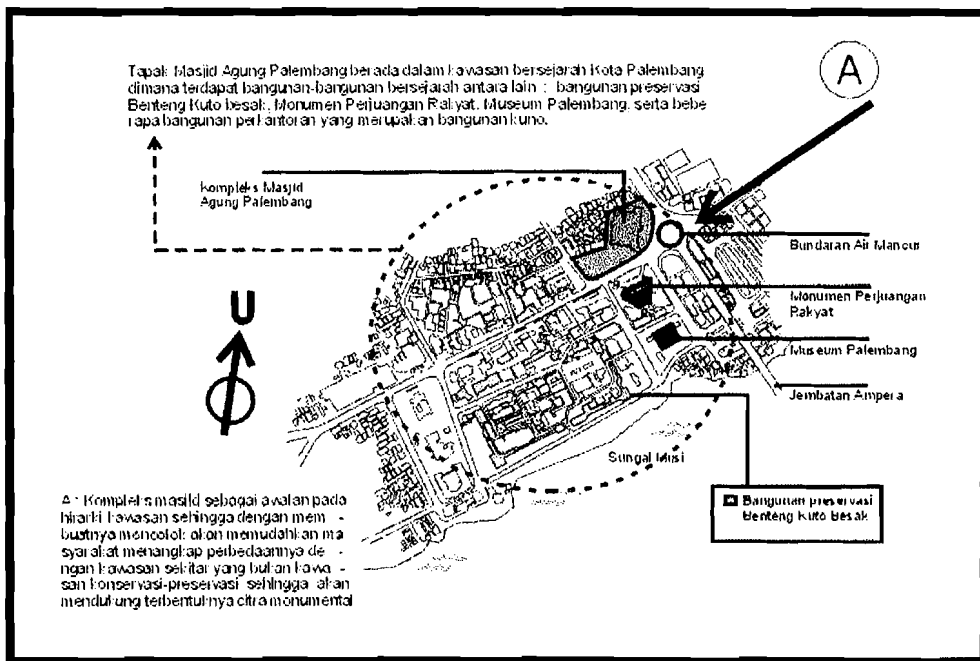 Tapak Masjid Agung Palembang berada dalam kawasan bersejarah Kota Palembang
dimana terdapat bangunan-bangunan bersejarah antara lain : bangunan preservasi
Benteng Kuto besak, Monumen Perjuangan Rakyat, Museum Palembang, serta bebe
rapa bangunan perkantoran yang merupakan bangunan kuno.
A
Kompleks Masjid
Agung Palembang
Bundaran Air Mancur
U
Monumen Perjuangan
Rakyat
Museum Palembang
Jembatan Ampera
Sungai Musi
Bangunan preservasi
Benteng Kuto Besak
A : Kompleks masjid sebagai awalan pada
hirarki kawasan sehingga dengan mem -
buatnya mencolok akan memudahkan ma
syarakat menangkap perbedaannya de -
ngan kawasan sekitar yang bukan kawa -
san konservasi-preservasi sehingga akan
mendukung terbentuknya citra monumental